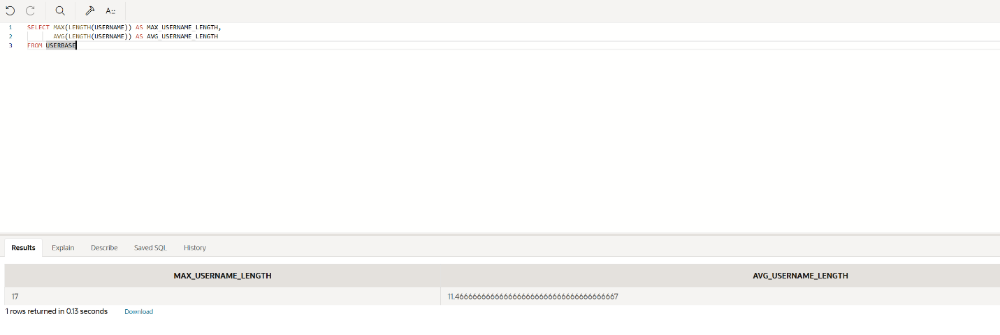 A::
1 SELECT MAX(LENGTH(USERNAME)) AS MAX_USERNAME_LENGTH,
2 AVG(LENGTH(USERNAME)) AS AVG_USERNAME_LENGTH
3 FROM USERBASE
Results Explain Describe Saved SQL History
MAX_USERNAME_LENGTH AVG_USERNAME_LENGTH
17 11.4666666666666666666666666666666666667
1 rows returned in 0.13 seconds Download